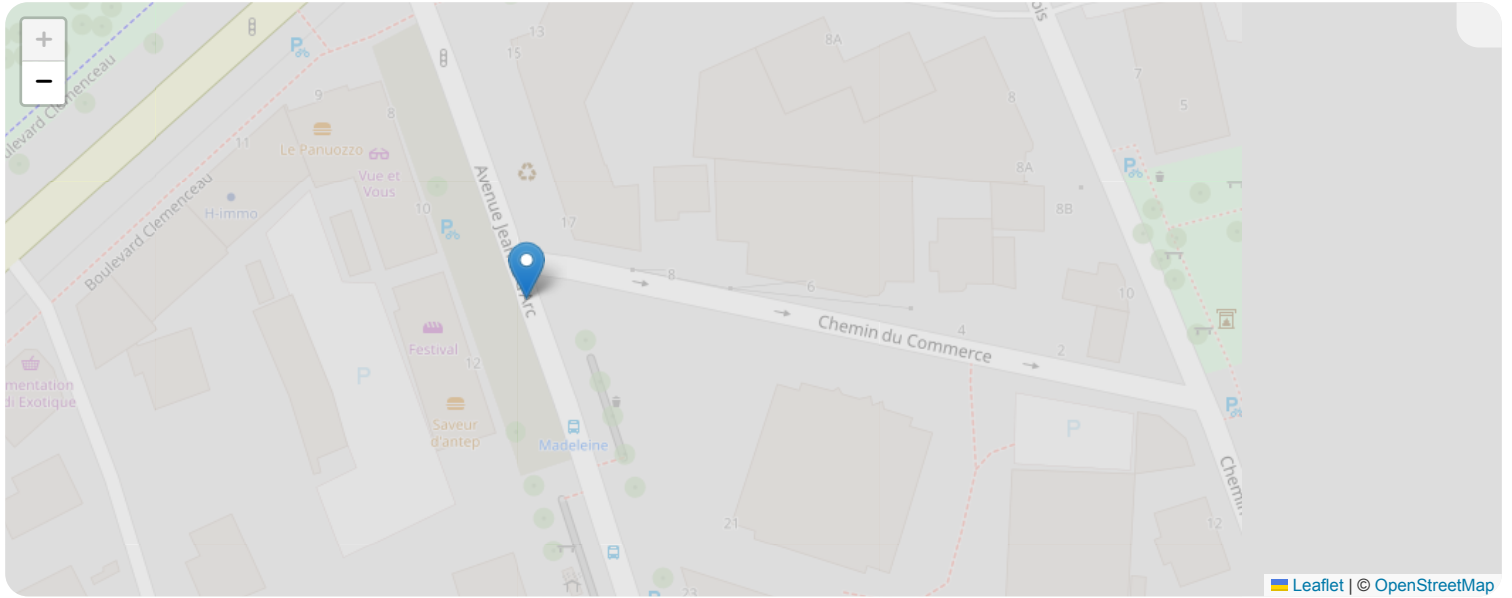 +
−
13
15
8A
ois
7
5
9
8
8
Boulevard Clemenceau
11
Le Panuozzo
Vue et
Vous
H-immo
10
Boulevard Clemenceau
P
17
8A
8B
8
6
10
Chemin du Commerce
4
2
Festival
12
P
mentation
di Exotique
Saveur
d'antep
Madeleine
P
P
21
12
23
P
Chemin
Leaflet | © OpenStreetMap